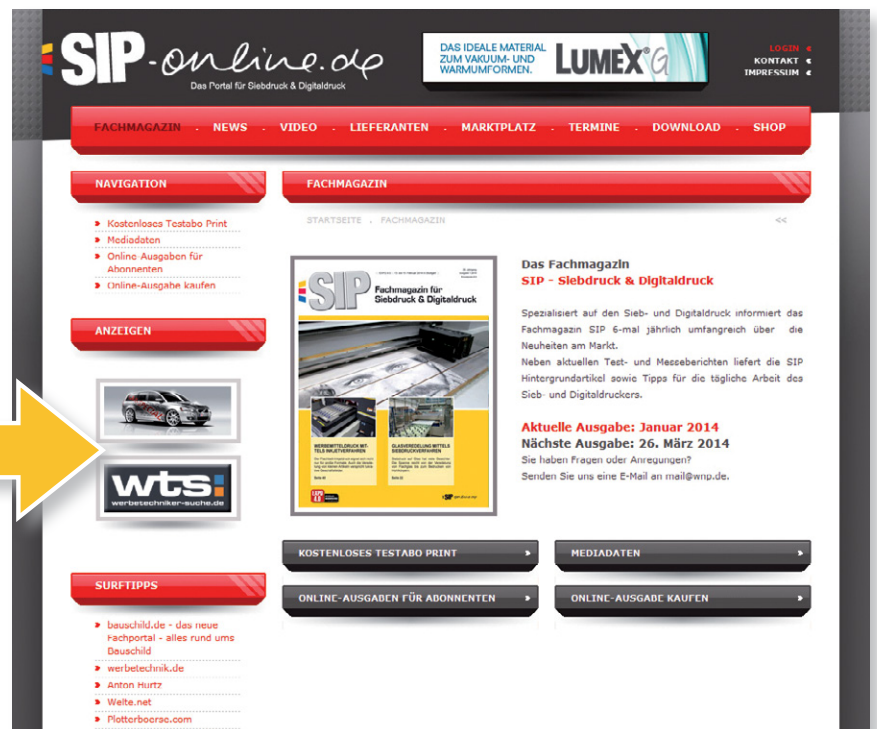 SIP-online.de
Das Portal für Siebdruck & Digitaldruck
DAS IDEALE MATERIAL
ZUM VAKUUM- UND
WARMUMFORMEN.
LUMEX® G
LOGIN
KONTAKT
IMPRESSUM
FACHMAGAZIN . NEWS . VIDEO . LIEFERANTEN . MARKTPLATZ . TERMINE . DOWNLOAD . SHOP
NAVIGATION
Kostenloses Testabo Print
Mediadaten
Online-Ausgaben für
Abonnenten
Online-Ausgabe kaufen
ANZEIGEN
wts:
werbetechniker-suche.de
SURFTIPPS
bauschild.de - das neue
Fachportal - alles rund ums
Bauschild
werbetechnik.de
Anton Hurtz
Welte.net
Plotterboerse.com
FACHMAGAZIN
STARTSEITE . FACHMAGAZIN <<
SIP
Fachmagazin für
Siebdruck & Digitaldruck
WERBEMITTELDRUCK MIT-
TELS INKJETVERFAHREN
GLASVEREDELUNG MITTELS
SIEBDRUCKVERFAHREN
Das Fachmagazin
SIP - Siebdruck & Digitaldruck
Spezialisiert auf den Sieb- und Digitaldruck informiert das
Fachmagazin SIP 6-mal jährlich umfangreich über die
Neuheiten am Markt.
Neben aktuellen Test- und Messeberichten liefert die SIP
Hintergrundartikel sowie Tipps für die tägliche Arbeit des
Sieb- und Digitaldruckers.
Aktuelle Ausgabe: Januar 2014
Nächste Ausgabe: 26. März 2014
Sie haben Fragen oder Anregungen?
Senden Sie uns eine E-Mail an mail@wnp.de.
KOSTENLOSES TESTABO PRINT
MEDIADATEN
ONLINE-AUSGABEN FÜR ABONNENTEN
ONLINE-AUSGABE KAUFEN